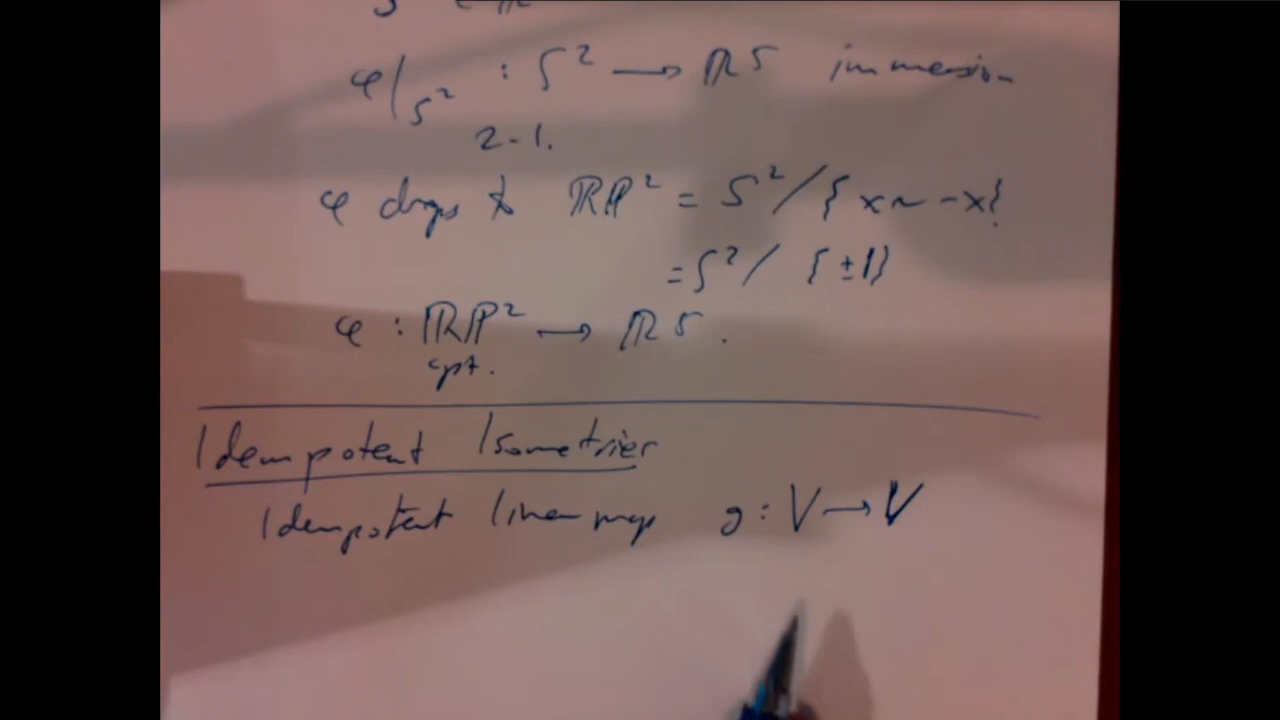 φ/S² : S² → ℝ5 immersion
2-1.
φ drops to ℝP² = S²/{x~-x}
= S²/ {±1}
φ : ℝP² → ℝ5.
cpt.
Idempotent Isometries
Idempotent linear maps g : V → V